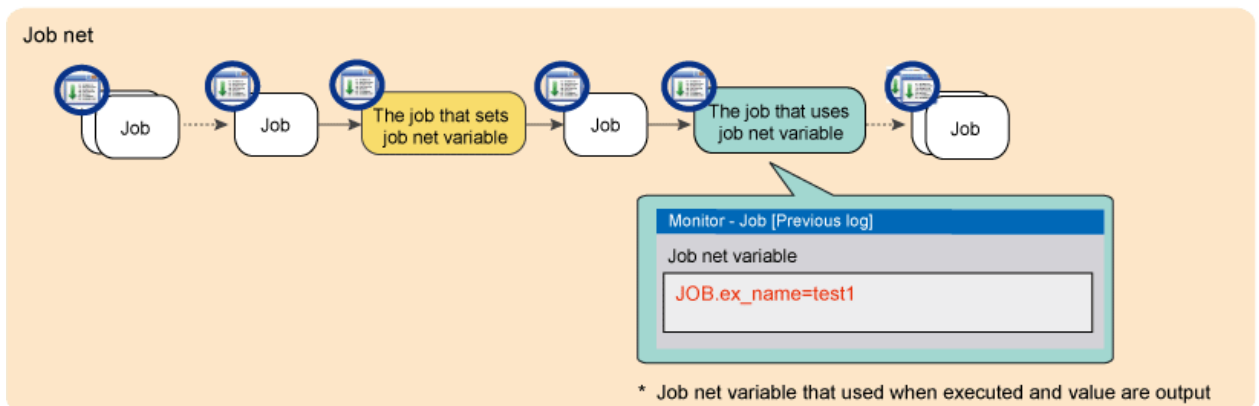 Job net
Job
Job
The job that sets
job net variable
Job
The job that uses
job net variable
Job
Monitor - Job [Previous log]
Job net variable
JOB.ex_name=test1
* Job net variable that used when executed and value are output